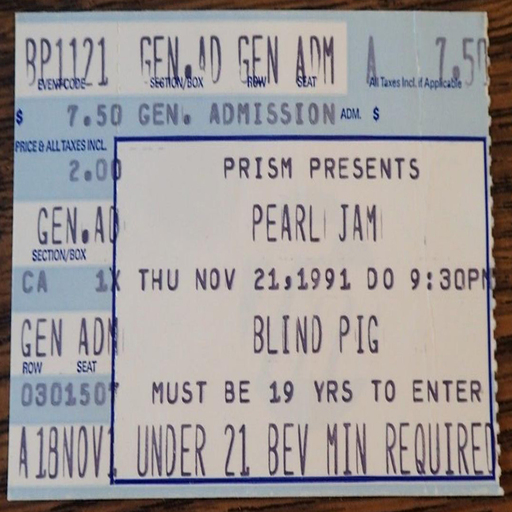 BP1121 GEN.AD GEN ADM A 7.50
EVENT CODE SECTION/BOX ROW SEAT All Taxes Incl. if Applicable
$ 7.50 GEN. ADMISSION ADM. $
PRICE & ALL TAXES INCL.
2.00 PRISM PRESENTS
GEN.AD PEARL JAM
SECTION/BOX
CA 1X THU NOV 21,1991 DO 9:30PM
GEN ADM BLIND PIG
ROW SEAT
0301507 MUST BE 19 YRS TO ENTER
A18NOV1 UNDER 21 BEV MIN REQUIRED